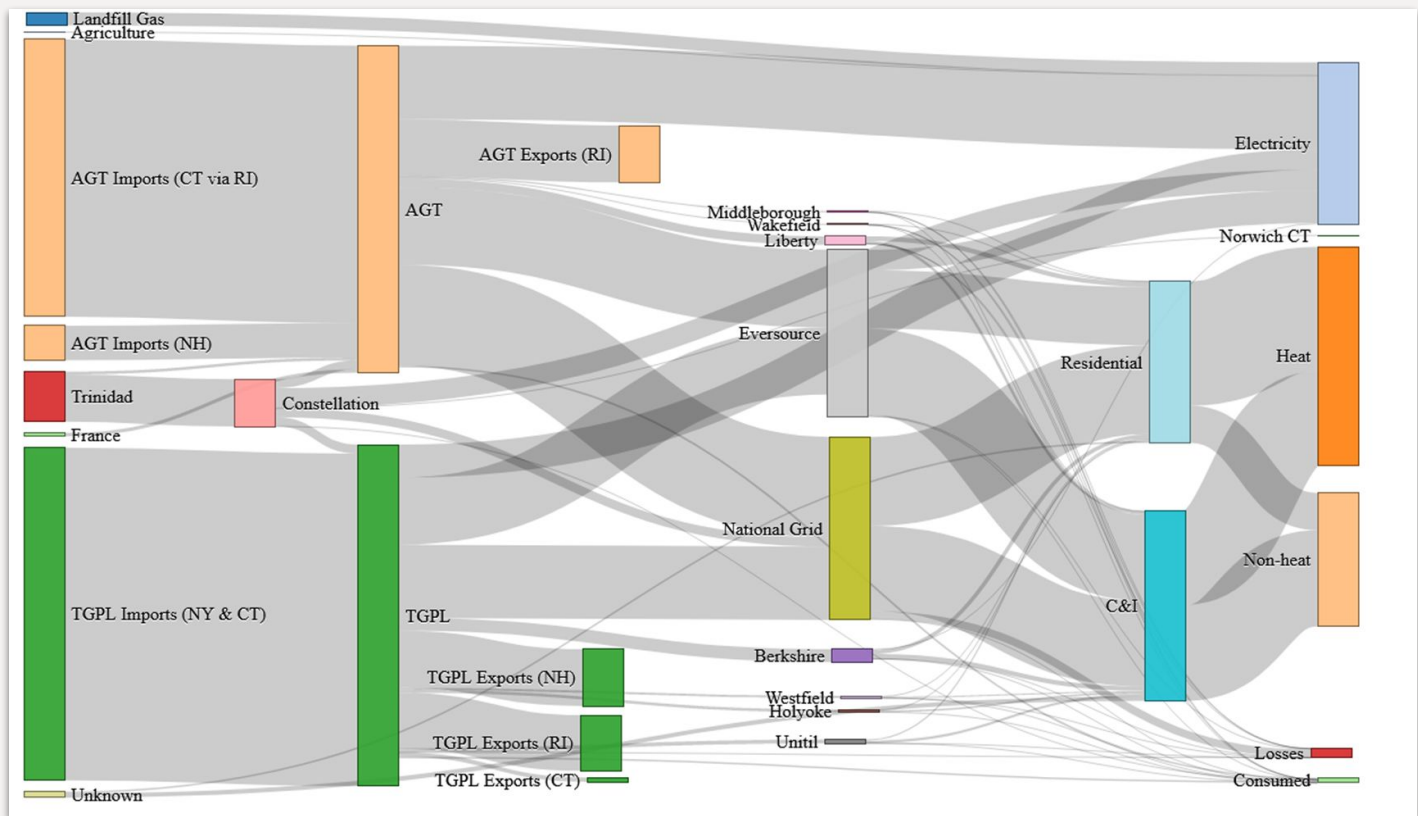 Landfill Gas
Agriculture
AGT Imports (CT via RI)
AGT Imports (NH)
Trinidad
France
TGPL Imports (NY & CT)
Unknown
Constellation
AGT
TGPL
AGT Exports (RI)
TGPL Exports (NH)
TGPL Exports (RI)
TGPL Exports (CT)
Middleborough
Wakefield
Liberty
Eversource
National Grid
Berkshire
Westfield
Holyoke
Unitil
Residential
C&I
Electricity
Norwich CT
Heat
Non-heat
Losses
Consumed